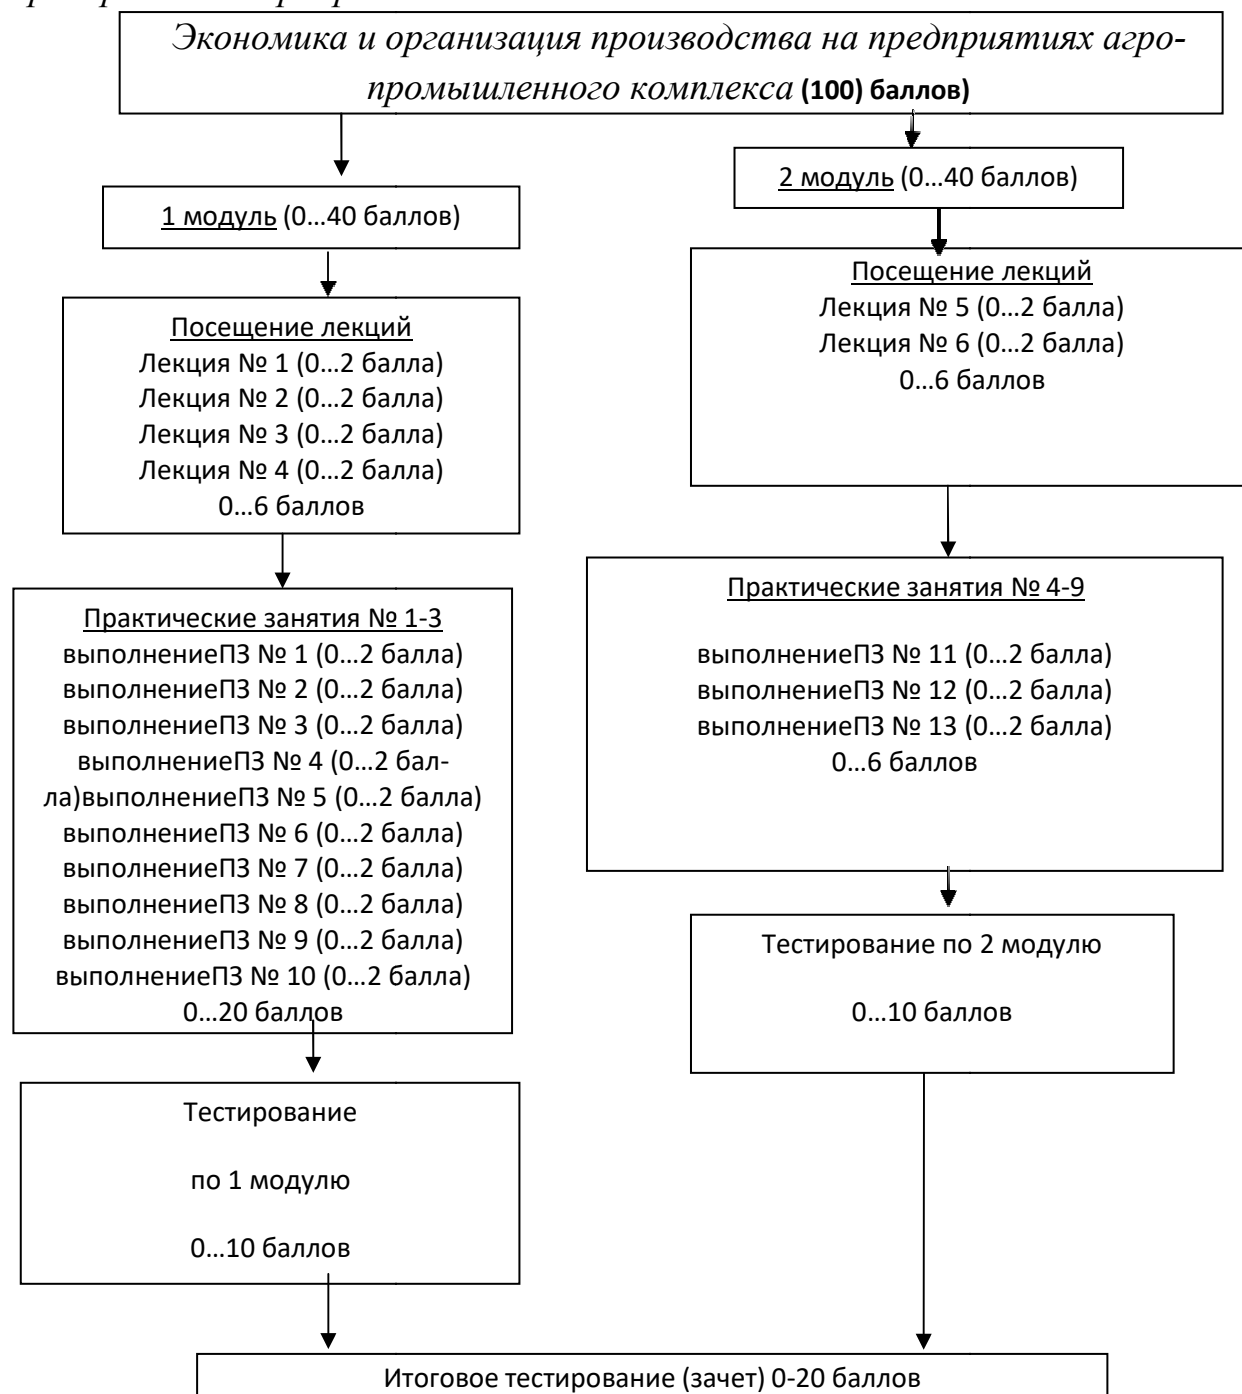 Экономика и организация производства на предприятиях агро-
промышленного комплекса (100) баллов)
1 модуль (0...40 баллов)
Посещение лекций
Лекция № 1 (0...2 балла)
Лекция № 2 (0...2 балла)
Лекция № 3 (0...2 балла)
Лекция № 4 (0...2 балла)
0...6 баллов
Практические занятия № 1-3
выполнениеПЗ № 1 (0...2 балла)
выполнениеПЗ № 2 (0...2 балла)
выполнениеПЗ № 3 (0...2 балла)
выполнениеПЗ № 4 (0...2 бал-
ла)выполнениеПЗ № 5 (0...2 балла)
выполнениеПЗ № 6 (0...2 балла)
выполнениеПЗ № 7 (0...2 балла)
выполнениеПЗ № 8 (0...2 балла)
выполнениеПЗ № 9 (0...2 балла)
выполнениеПЗ № 10 (0...2 балла)
0...20 баллов
Тестирование
по 1 модулю
0...10 баллов
2 модуль (0...40 баллов)
Посещение лекций
Лекция № 5 (0...2 балла)
Лекция № 6 (0...2 балла)
0...6 баллов
Практические занятия № 4-9
выполнениеПЗ № 11 (0...2 балла)
выполнениеПЗ № 12 (0...2 балла)
выполнениеПЗ № 13 (0...2 балла)
0...6 баллов
Тестирование по 2 модулю
0...10 баллов
Итоговое тестирование (зачет) 0-20 баллов